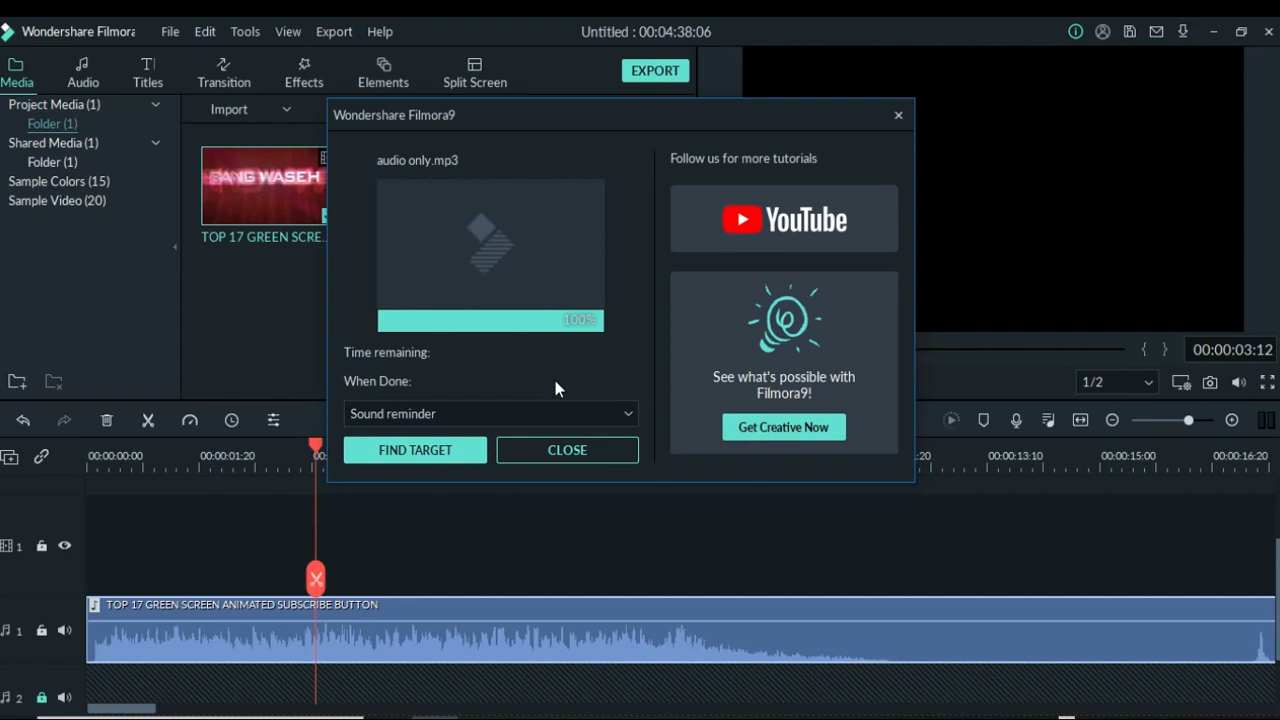 Wondershare Filmora
File Edit Tools View Export Help
Untitled : 00:04:38:06
Media Audio Titles Transition Effects Elements Split Screen
EXPORT
Project Media (1)
Folder (1)
Shared Media (1)
Folder (1)
Sample Colors (15)
Sample Video (20)
Import
TOP 17 GREEN SCRE...
Wondershare Filmora9
audio only.mp3
100%
Time remaining:
When Done:
Sound reminder
FIND TARGET CLOSE
Follow us for more tutorials
YouTube
See what's possible with
Filmora9!
Get Creative Now
00:00:03:12
1/2
00:00:00:00 00:00:01:20 :20 00:00:13:10 00:00:15:00 00:00:16:20
1
TOP 17 GREEN SCREEN ANIMATED SUBSCRIBE BUTTON
1
2